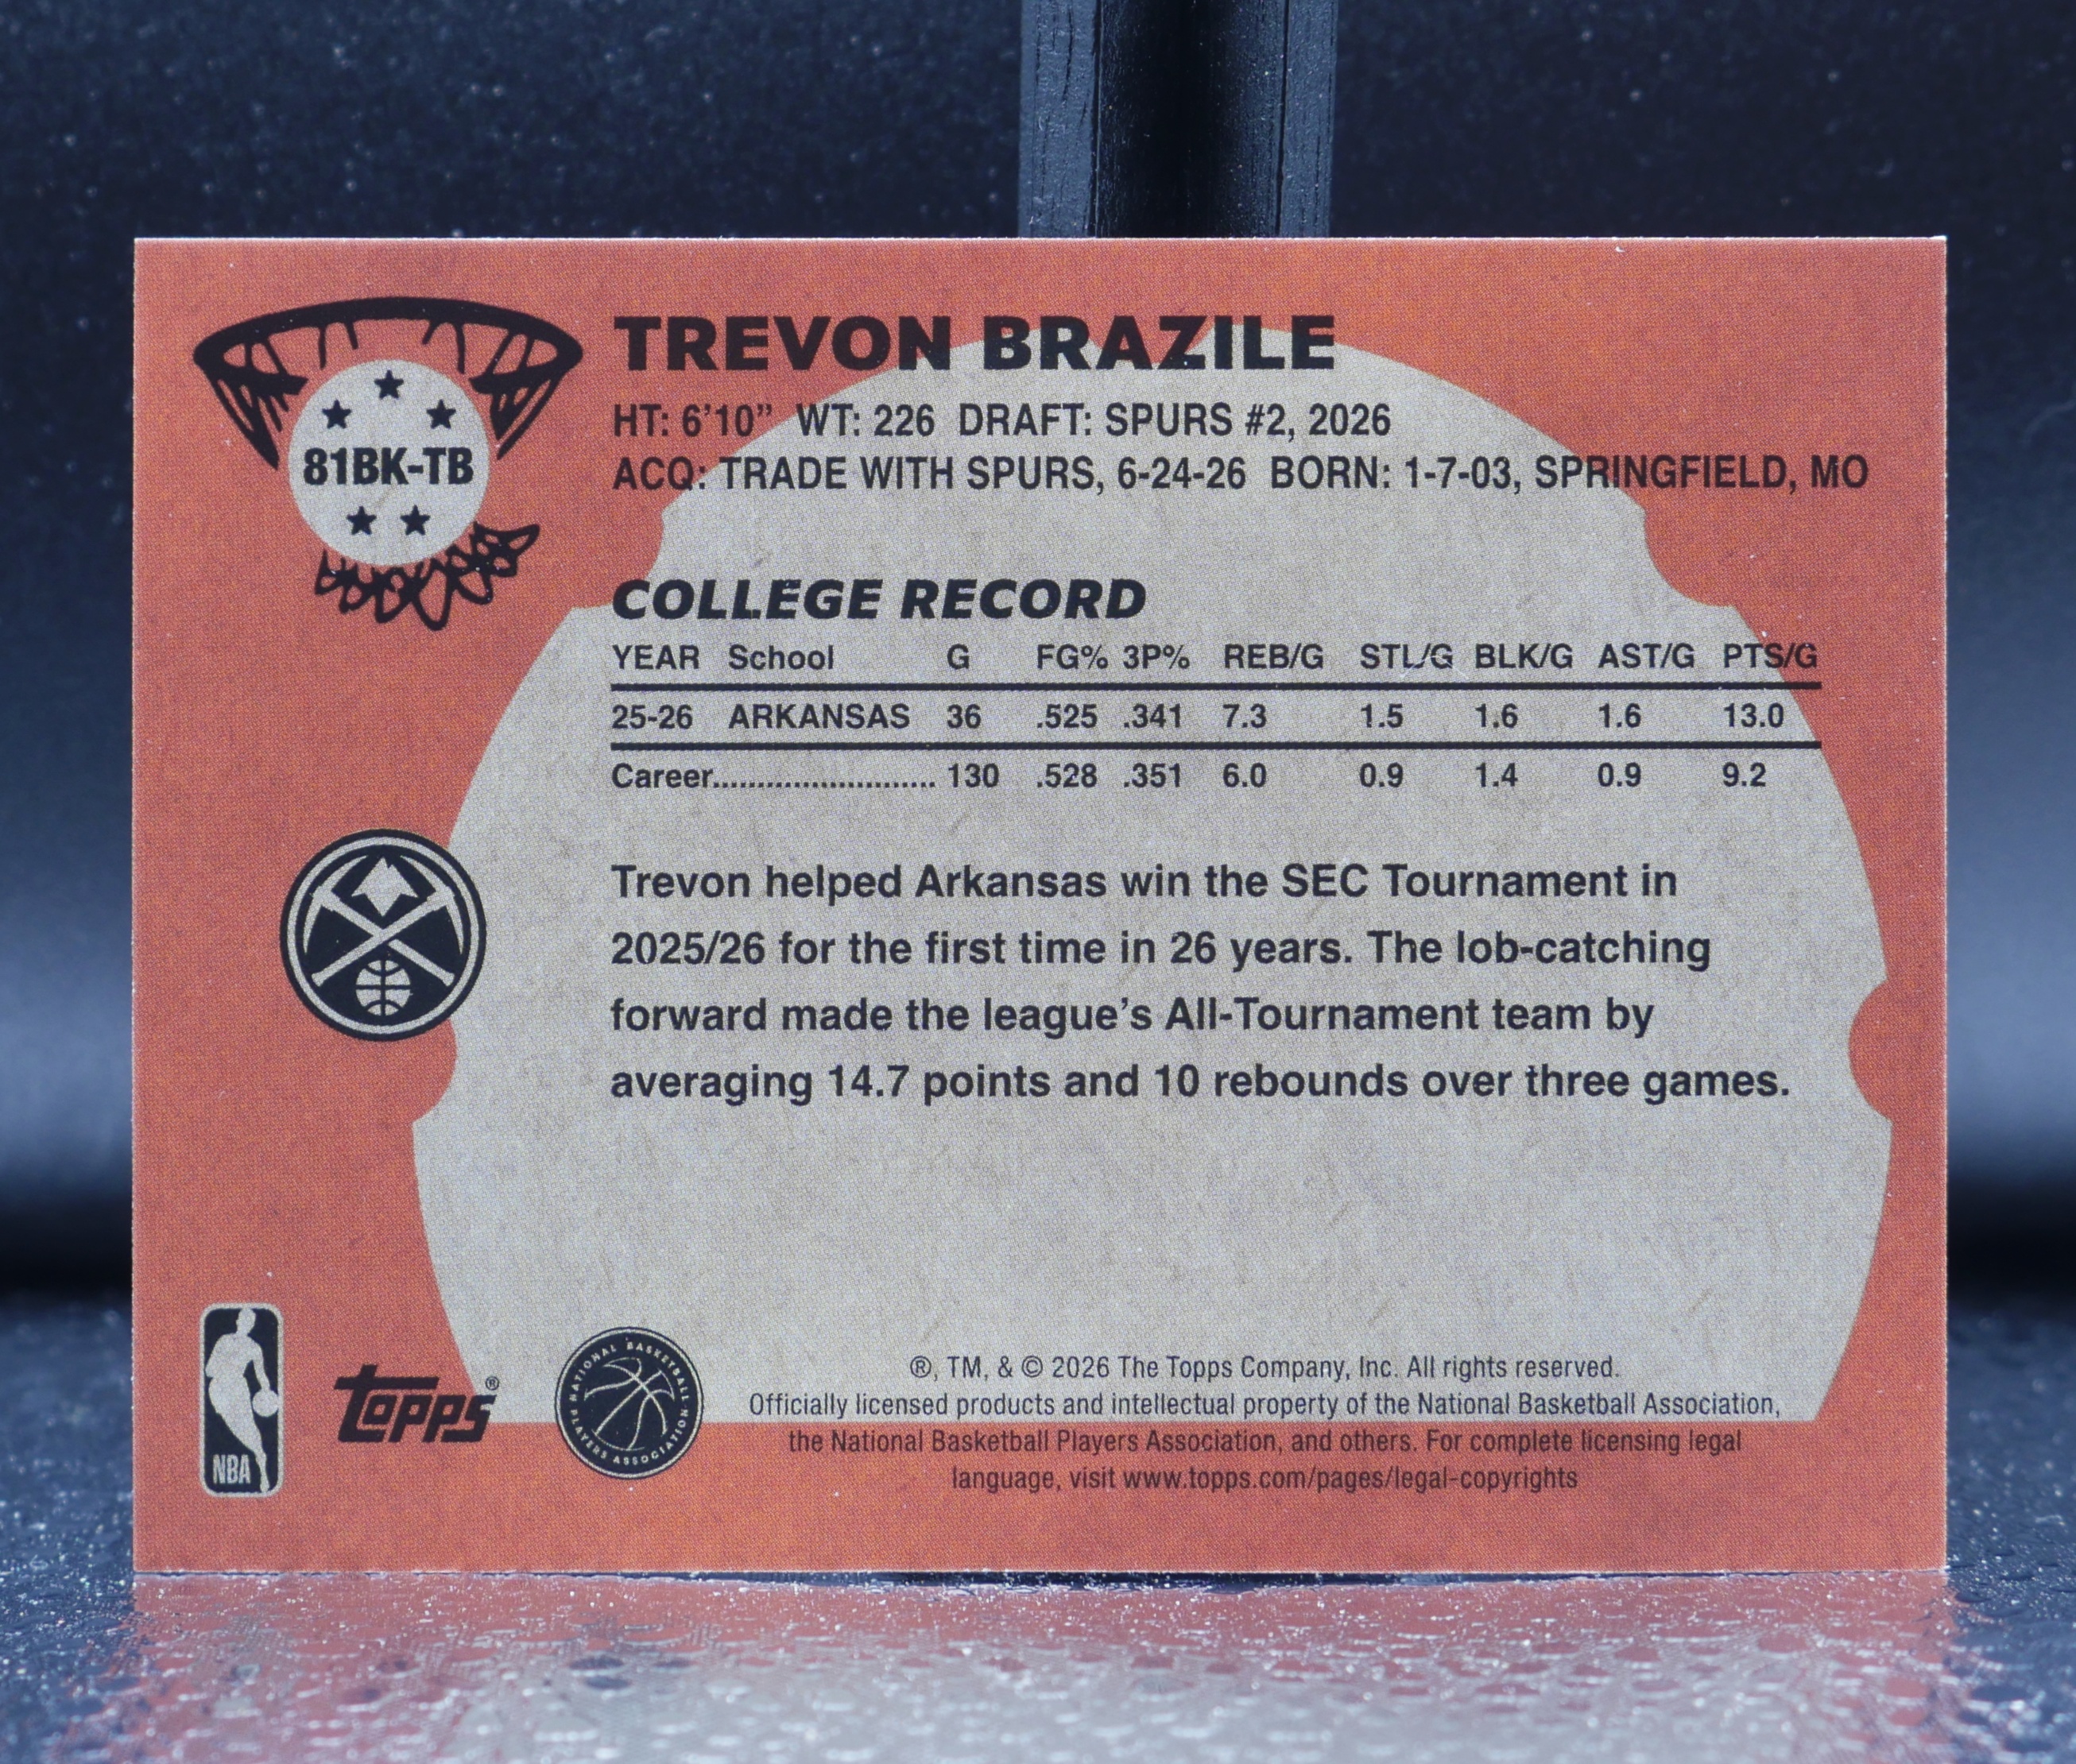 TREVON BRAZILE
HT: 6’10” WT: 226 DRAFT: SPURS #2, 2026
ACQ: TRADE WITH SPURS, 6-24-26 BORN: 1-7-03, SPRINGFIELD, MO
81BK-TB
COLLEGE RECORD
YEAR School G FG% 3P% REB/G STL/G BLK/G AST/G PTS/G
25-26 ARKANSAS 36 .525 .341 7.3 1.5 1.6 1.6 13.0
Career......................... 130 .528 .351 6.0 0.9 1.4 0.9 9.2
Trevon helped Arkansas win the SEC Tournament in
2025/26 for the first time in 26 years. The lob-catching
forward made the league’s All-Tournament team by
averaging 14.7 points and 10 rebounds over three games.
NBA
topps®
NATIONAL BASKETBALL PLAYERS ASSOCIATION
®, TM, & © 2026 The Topps Company, Inc. All rights reserved.
Officially licensed products and intellectual property of the National Basketball Association,
the National Basketball Players Association, and others. For complete licensing legal
language, visit www.topps.com/pages/legal-copyrights